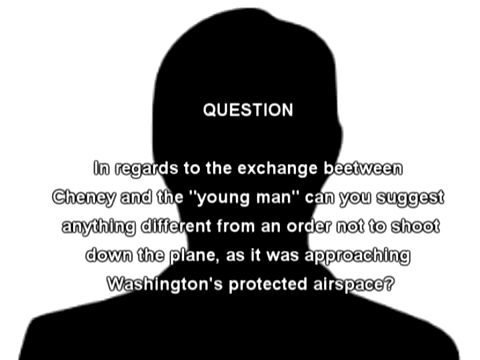 QUESTION
In regards to the exchange beetween
Cheney and the "young man" can you suggest
anything different from an order not to shoot
down the plane, as it was approaching
Washington's protected airspace?